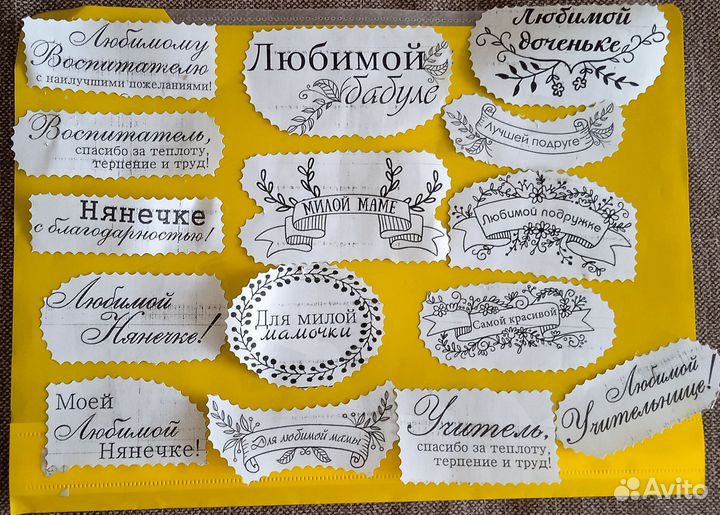 Любимому
Воспитателю
с наилучшими пожеланиями!
Воспитатель,
спасибо за теплоту,
терпение и труд!
Нянечке
с благодарностью!
Любимой
Нянечке!
Моей
Любимой
Нянечке!
Любимой
бабуле
МИЛОЙ МАМЕ
Для милой
мамочки
Для любимой мамы
Любимой
доченьке
Лучшей подруге
Любимой подружке
Самой красивой
Учитель,
спасибо за теплоту,
терпение и труд!
Любимой
Учительнице!
Avito